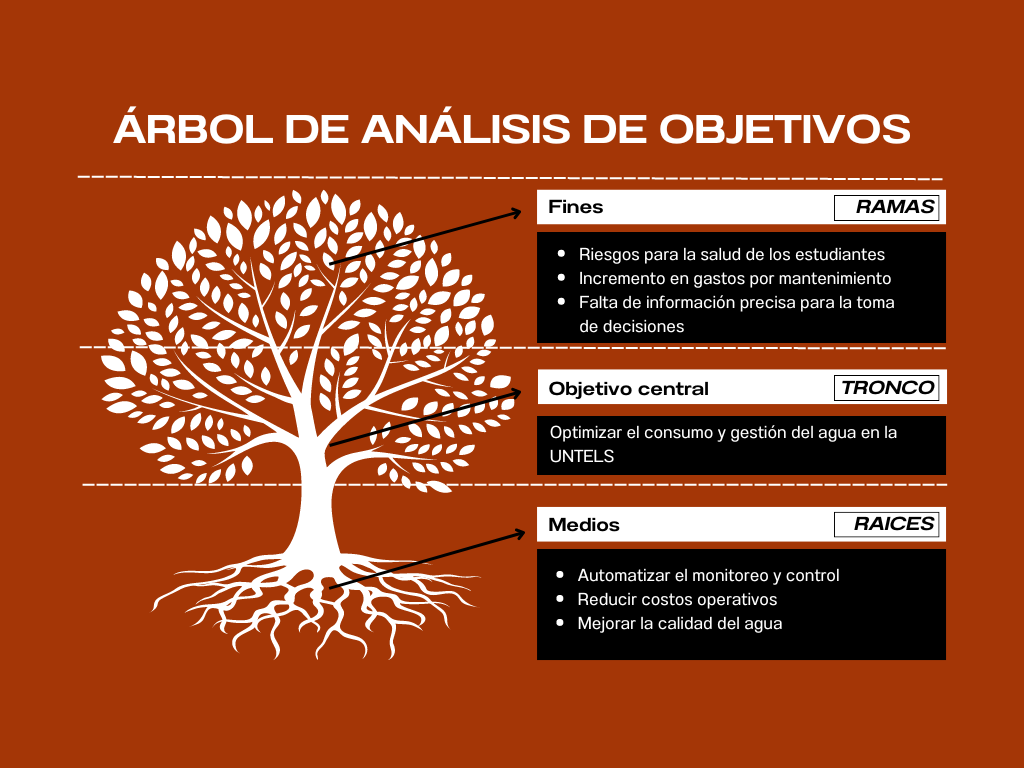 ÁRBOL DE ANÁLISIS DE OBJETIVOS
Fines
RAMAS
• Riesgos para la salud de los estudiantes
• Incremento en gastos por mantenimiento
• Falta de información precisa para la toma
de decisiones
Objetivo central
TRONCO
Optimizar el consumo y gestión del agua en la
UNTELS
Medios
RAICES
• Automatizar el monitoreo y control
• Reducir costos operativos
• Mejorar la calidad del agua